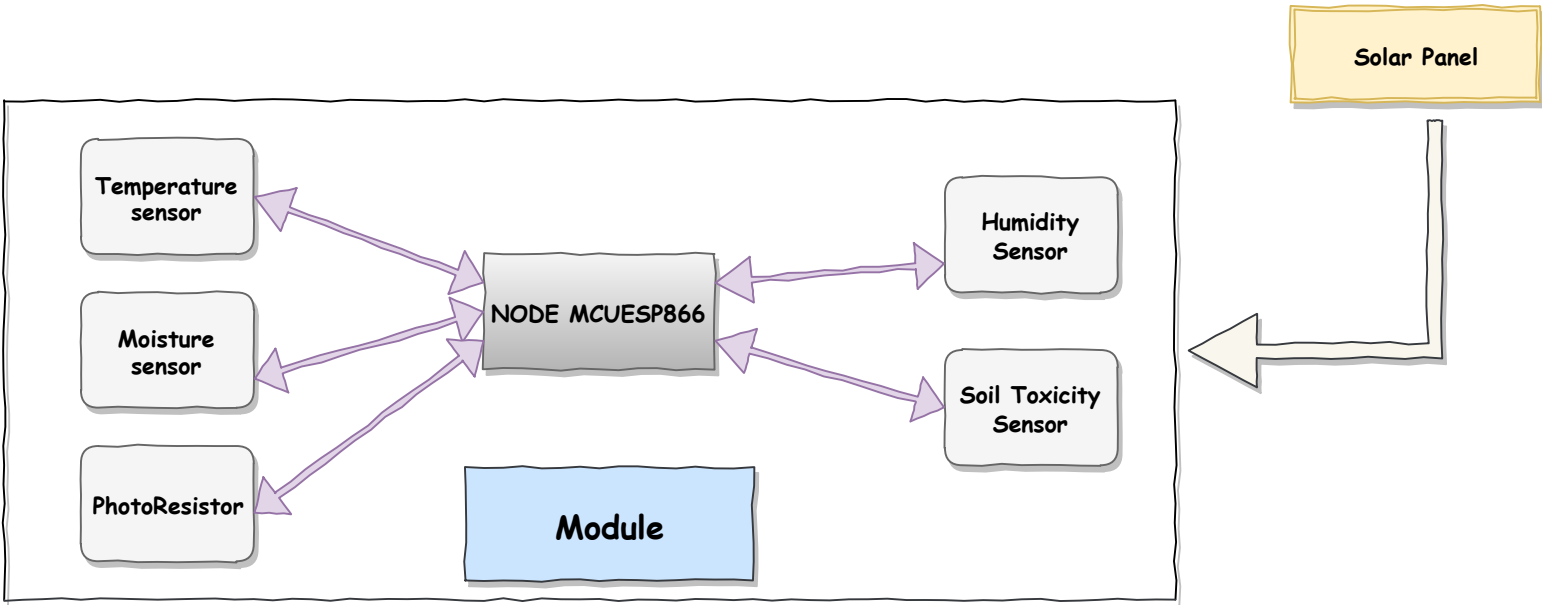 Solar Panel
Temperature
sensor
Humidity
Sensor
NODE MCUESP866
Moisture
sensor
Soil Toxicity
Sensor
PhotoResistor
Module